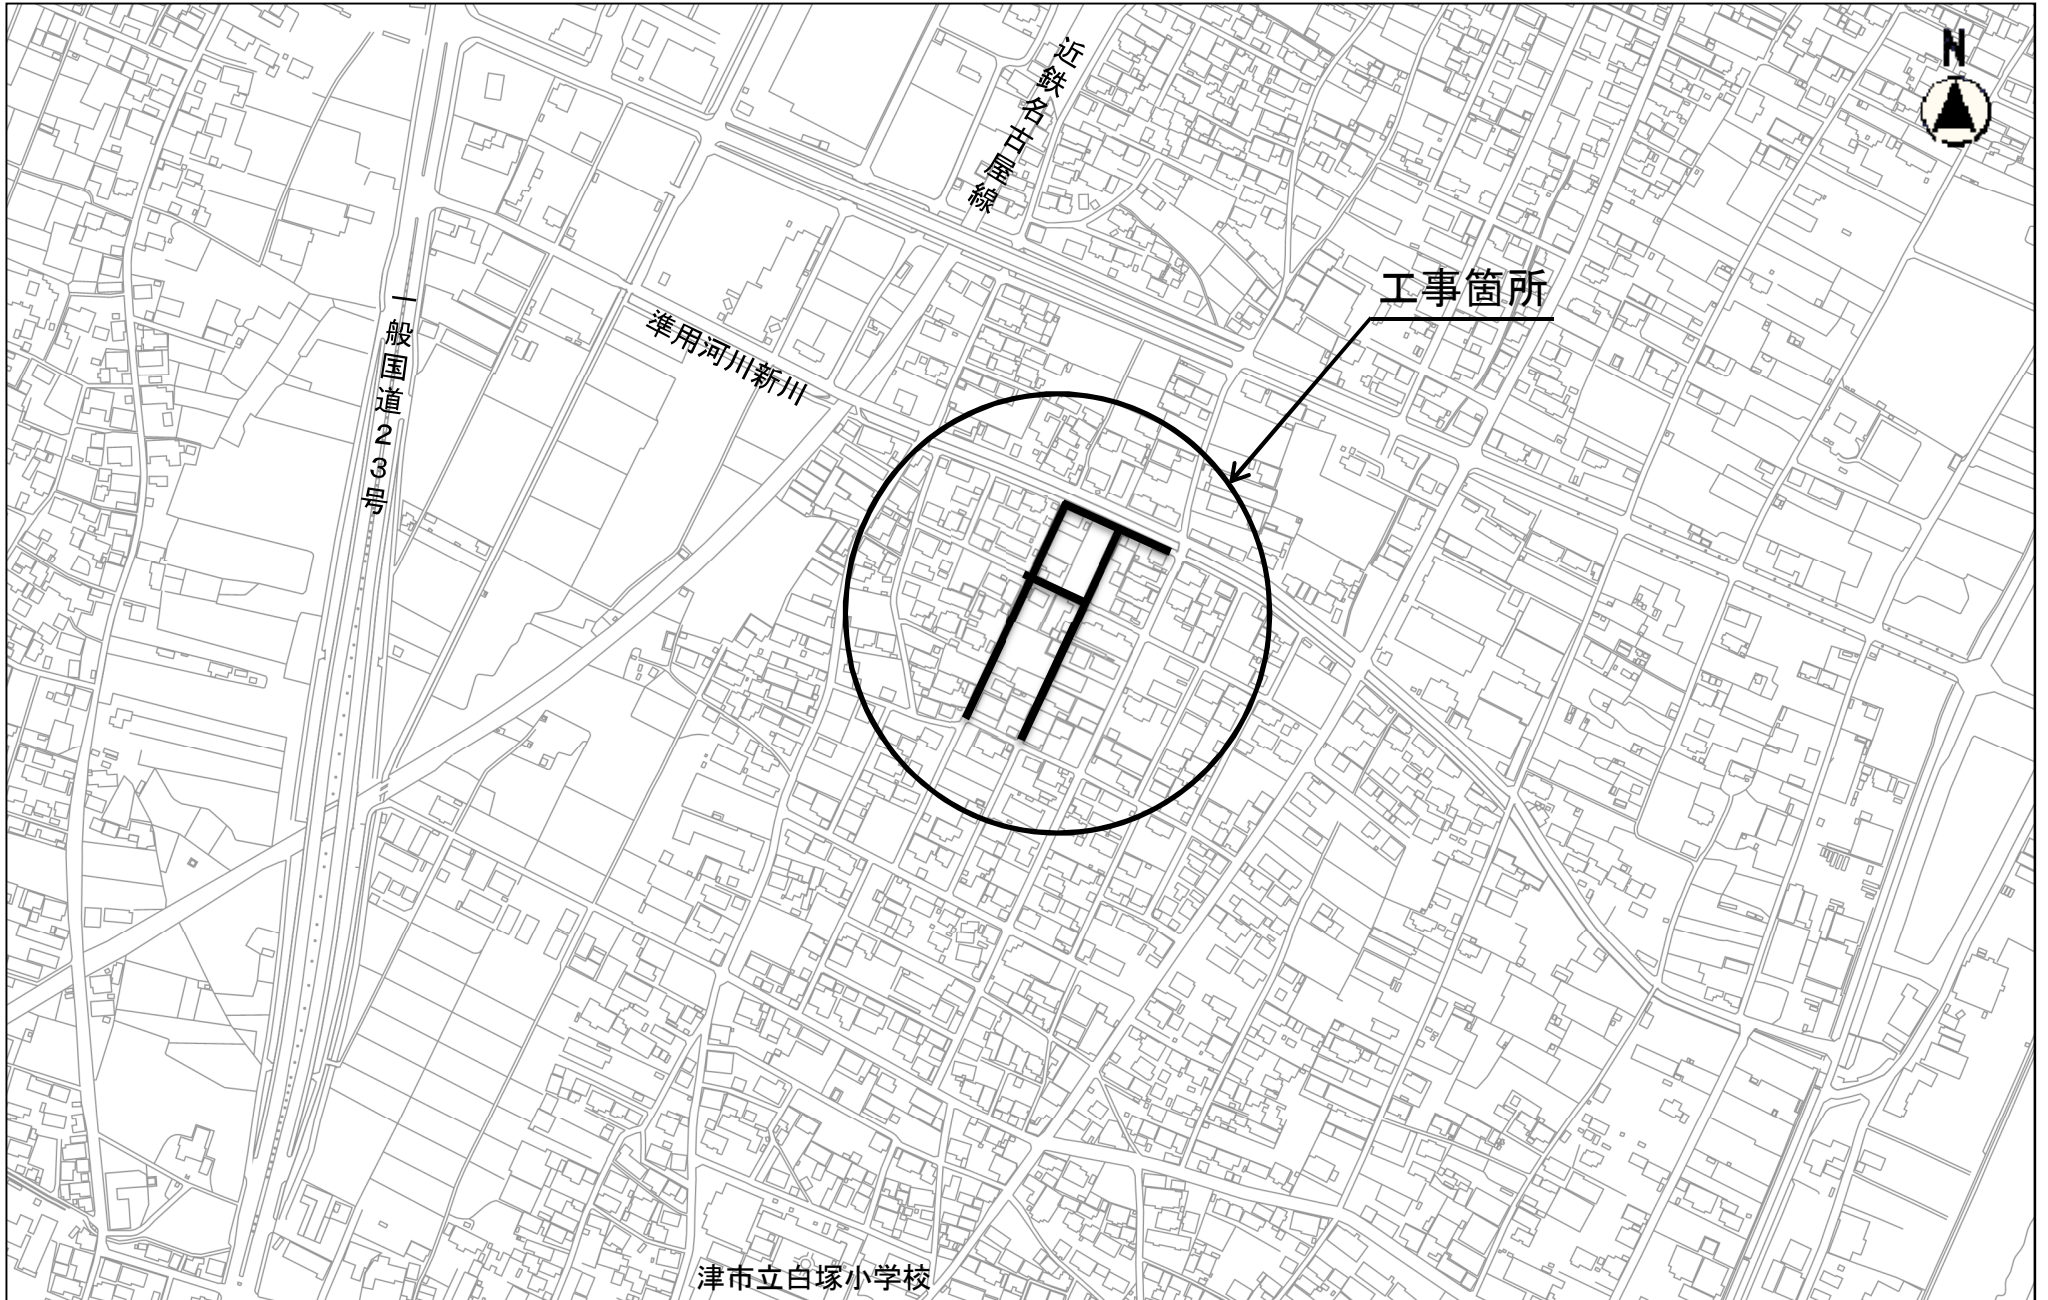 近鉄名古屋線
N
工事箇所
一般国道23号
準用河川新川
津市立白塚小学校